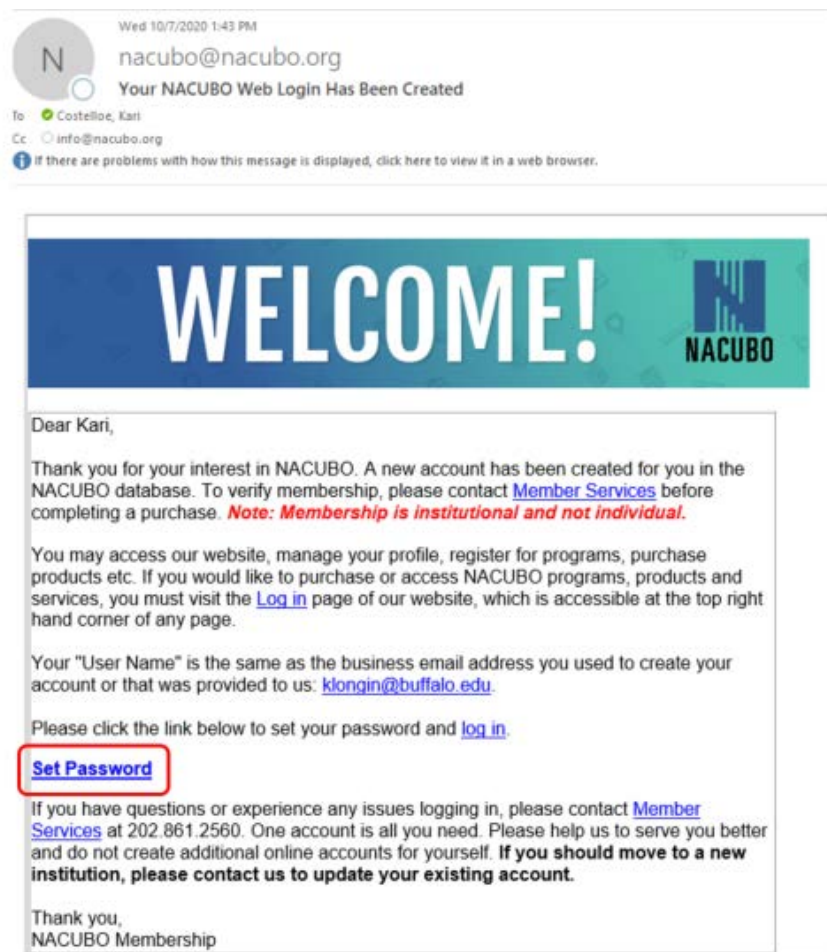 Wed 10/7/2020 1:43 PM
N
nacubo@nacubo.org
Your NACUBO Web Login Has Been Created
To Costelloe, Kari
Cc info@nacubo.org
If there are problems with how this message is displayed, click here to view it in a web browser.
WELCOME!
NACUBO
Dear Kari,
Thank you for your interest in NACUBO. A new account has been created for you in the
NACUBO database. To verify membership, please contact Member Services before
completing a purchase. Note: Membership is institutional and not individual.
You may access our website, manage your profile, register for programs, purchase
products etc. If you would like to purchase or access NACUBO programs, products and
services, you must visit the Log in page of our website, which is accessible at the top right
hand corner of any page.
Your "User Name" is the same as the business email address you used to create your
account or that was provided to us: klongin@buffalo.edu.
Please click the link below to set your password and log in.
Set Password
If you have questions or experience any issues logging in, please contact Member
Services at 202.861.2560. One account is all you need. Please help us to serve you better
and do not create additional online accounts for yourself. If you should move to a new
institution, please contact us to update your existing account.
Thank you,
NACUBO Membership